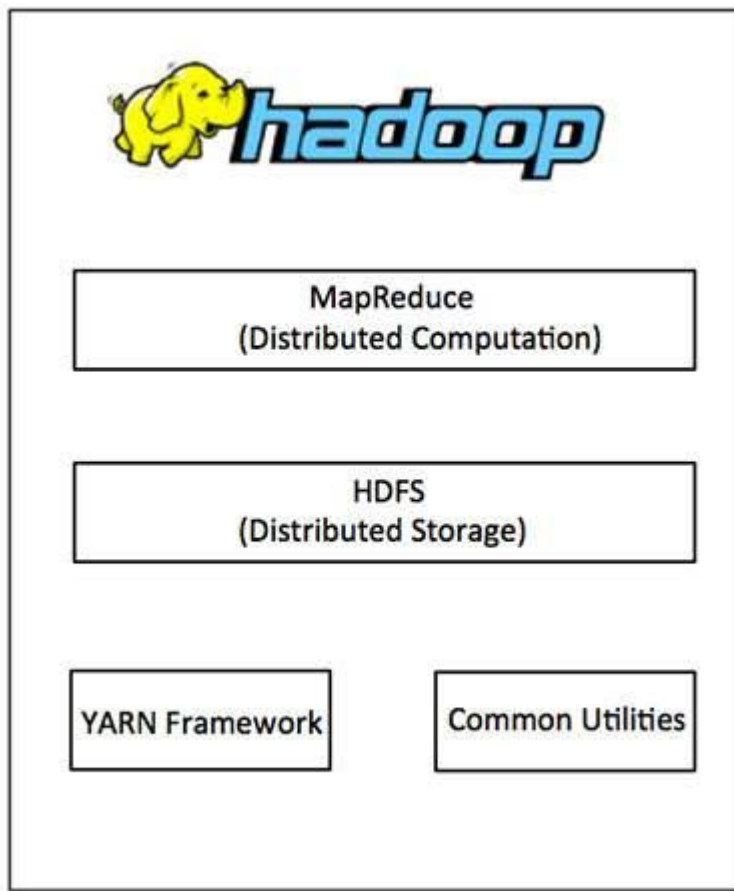 hadoop
MapReduce
(Distributed Computation)
HDFS
(Distributed Storage)
YARN Framework
Common Utilities